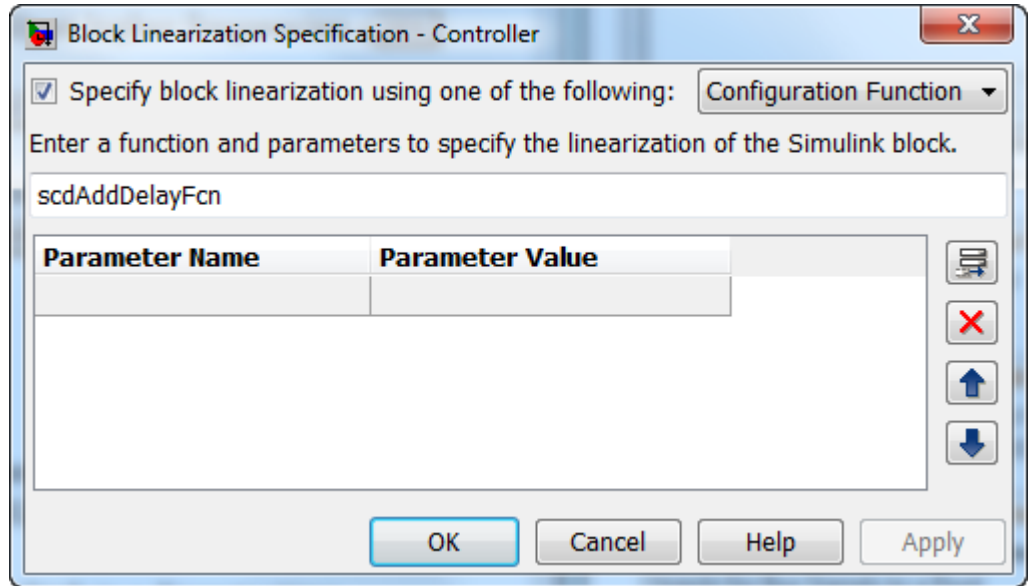 Block Linearization Specification - Controller
Specify block linearization using one of the following: Configuration Function
Enter a function and parameters to specify the linearization of the Simulink block.
scdAddDelayFcn
Parameter Name Parameter Value
OK Cancel Help Apply